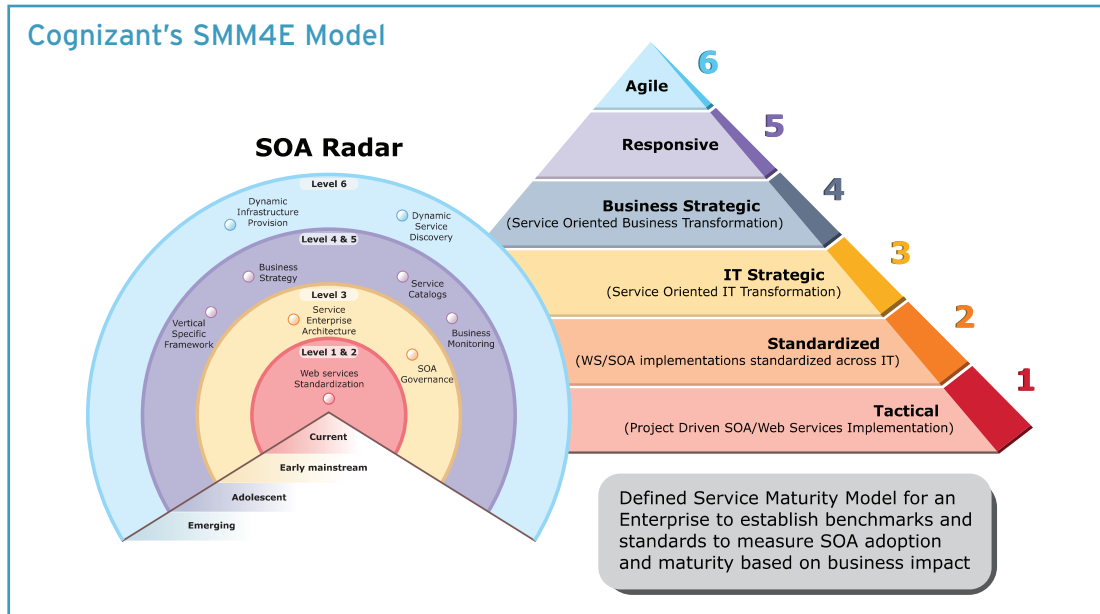 Cognizant's SMM4E Model
SOA Radar
Level 6
Dynamic
Infrastructure
Provision
Dynamic
Service
Discovery
Level 4 & 5
Business
Strategy
Service
Catalogs
Vertical
Specific
Framework
Business
Monitoring
Level 3
Service
Enterprise
Architecture
SOA
Governance
Level 1 & 2
Web services
Standardization
Current
Early mainstream
Adolescent
Emerging
Agile
6
Responsive
5
Business Strategic
(Service Oriented Business Transformation)
4
IT Strategic
(Service Oriented IT Transformation)
3
Standardized
(WS/SOA implementations standardized across IT)
2
Tactical
(Project Driven SOA/Web Services Implementation)
1
Defined Service Maturity Model for an
Enterprise to establish benchmarks and
standards to measure SOA adoption
and maturity based on business impact